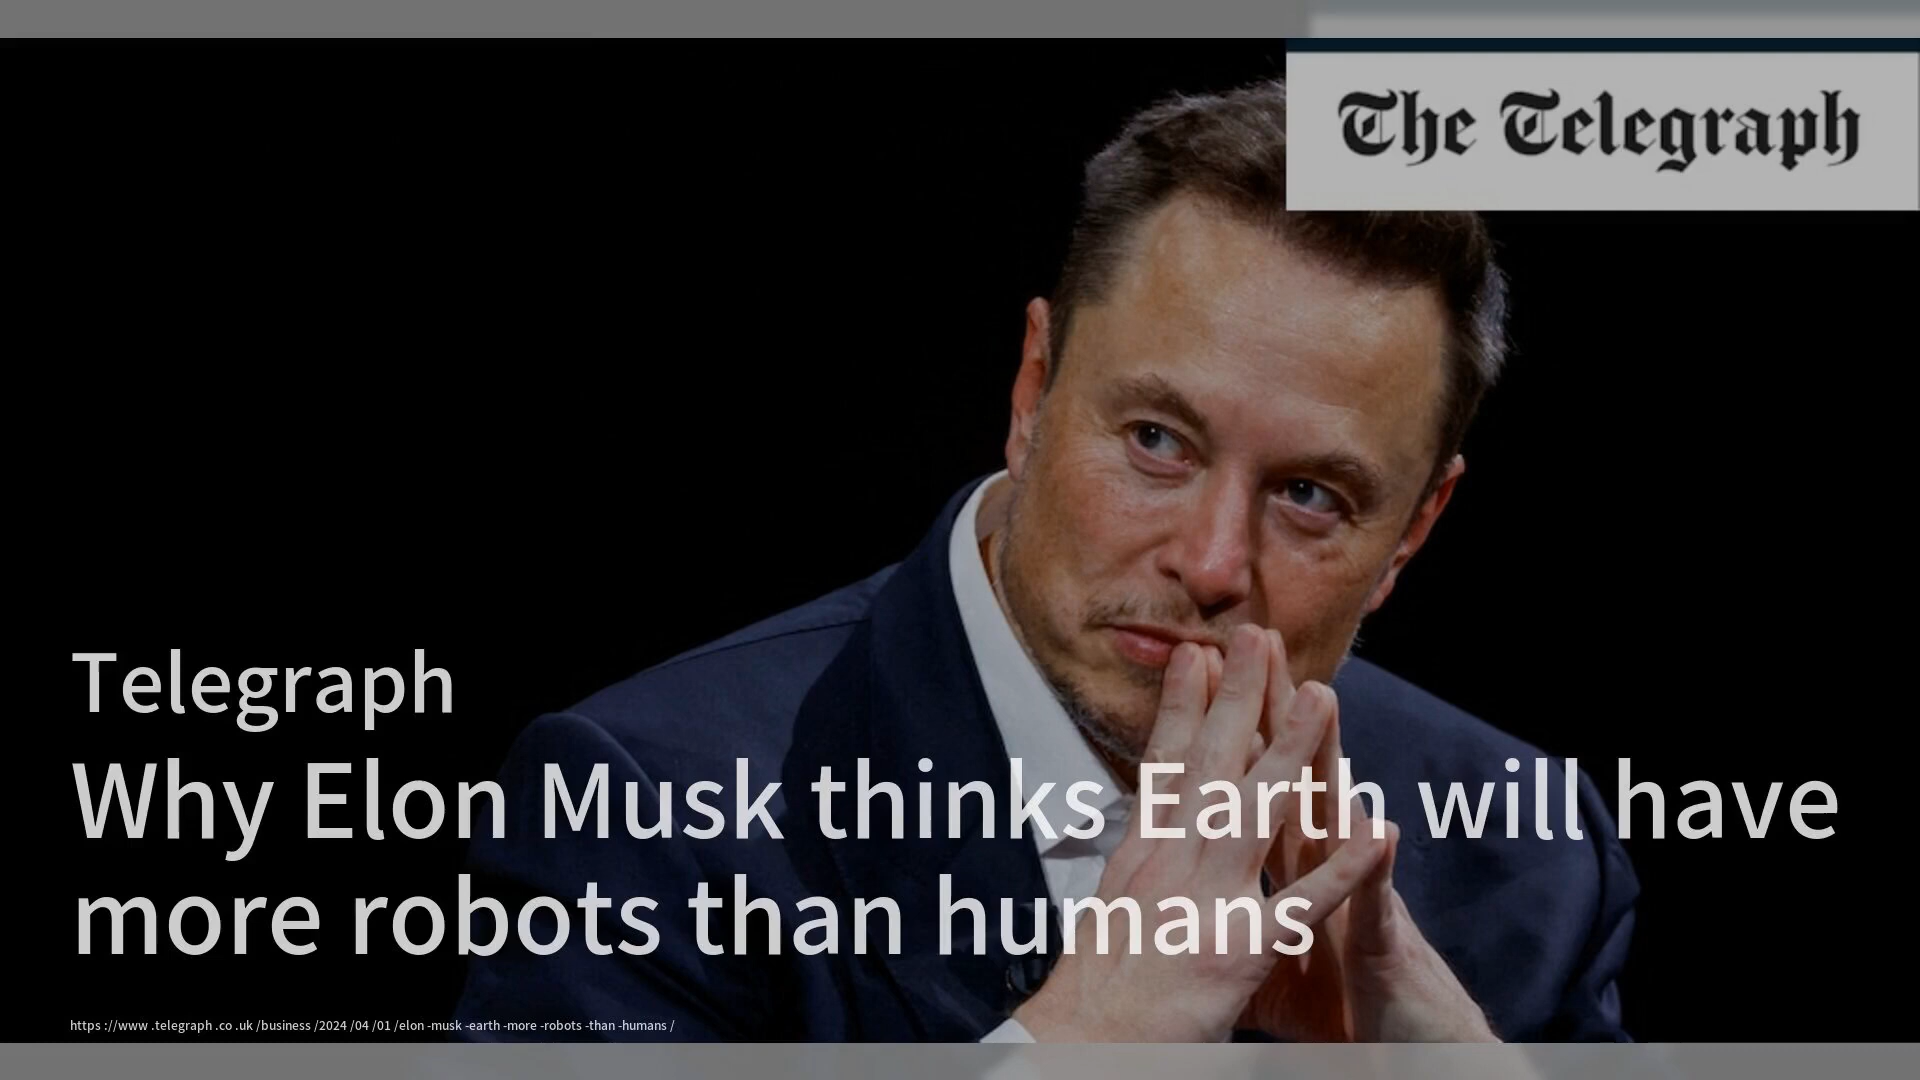 The Telegraph
Telegraph
Why Elon Musk thinks Earth will have
more robots than humans
https ://www .telegraph .co .uk /business /2024 /04 /01 /elon -musk -earth -more -robots -than -humans /